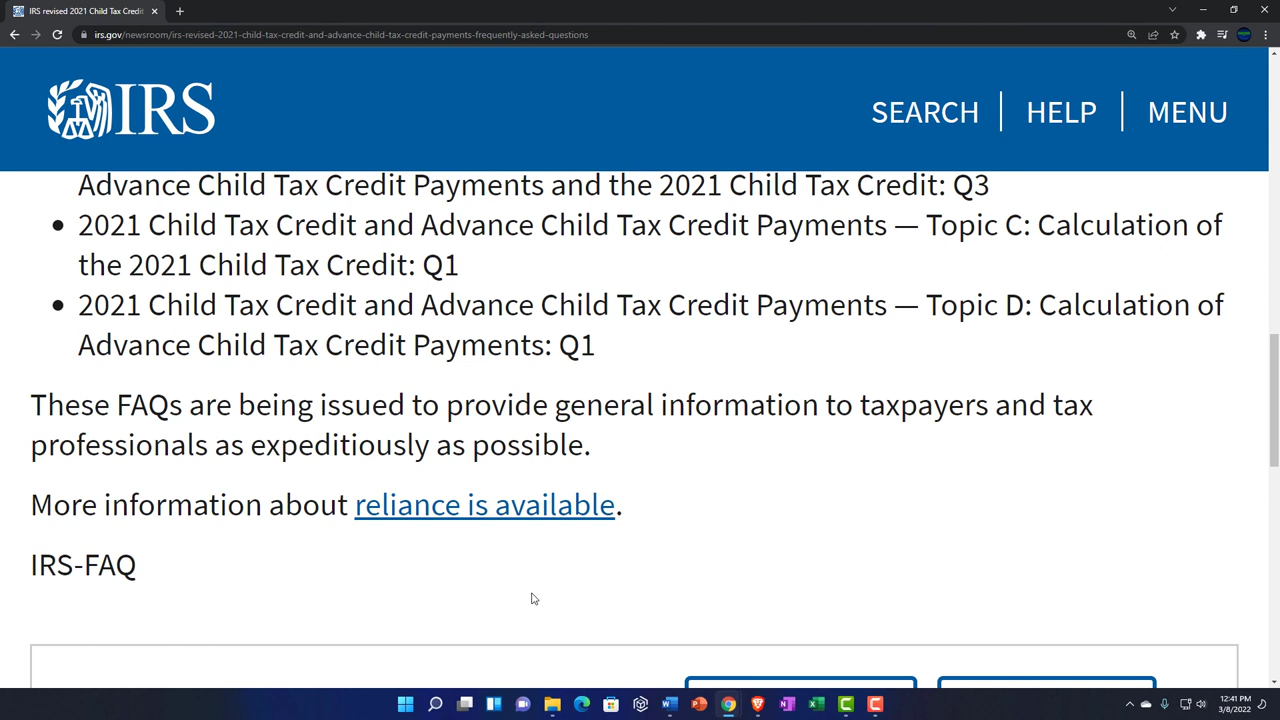 IRS revised 2021 Child Tax Credit
irs.gov/newsroom/irs-revised-2021-child-tax-credit-and-advance-child-tax-credit-payments-frequently-asked-questions
IRS
SEARCH
HELP
MENU
Advance Child Tax Credit Payments and the 2021 Child Tax Credit: Q3
• 2021 Child Tax Credit and Advance Child Tax Credit Payments — Topic C: Calculation of
the 2021 Child Tax Credit: Q1
• 2021 Child Tax Credit and Advance Child Tax Credit Payments — Topic D: Calculation of
Advance Child Tax Credit Payments: Q1
These FAQs are being issued to provide general information to taxpayers and tax
professionals as expeditiously as possible.
More information about reliance is available.
IRS-FAQ
12:41 PM
3/8/2022